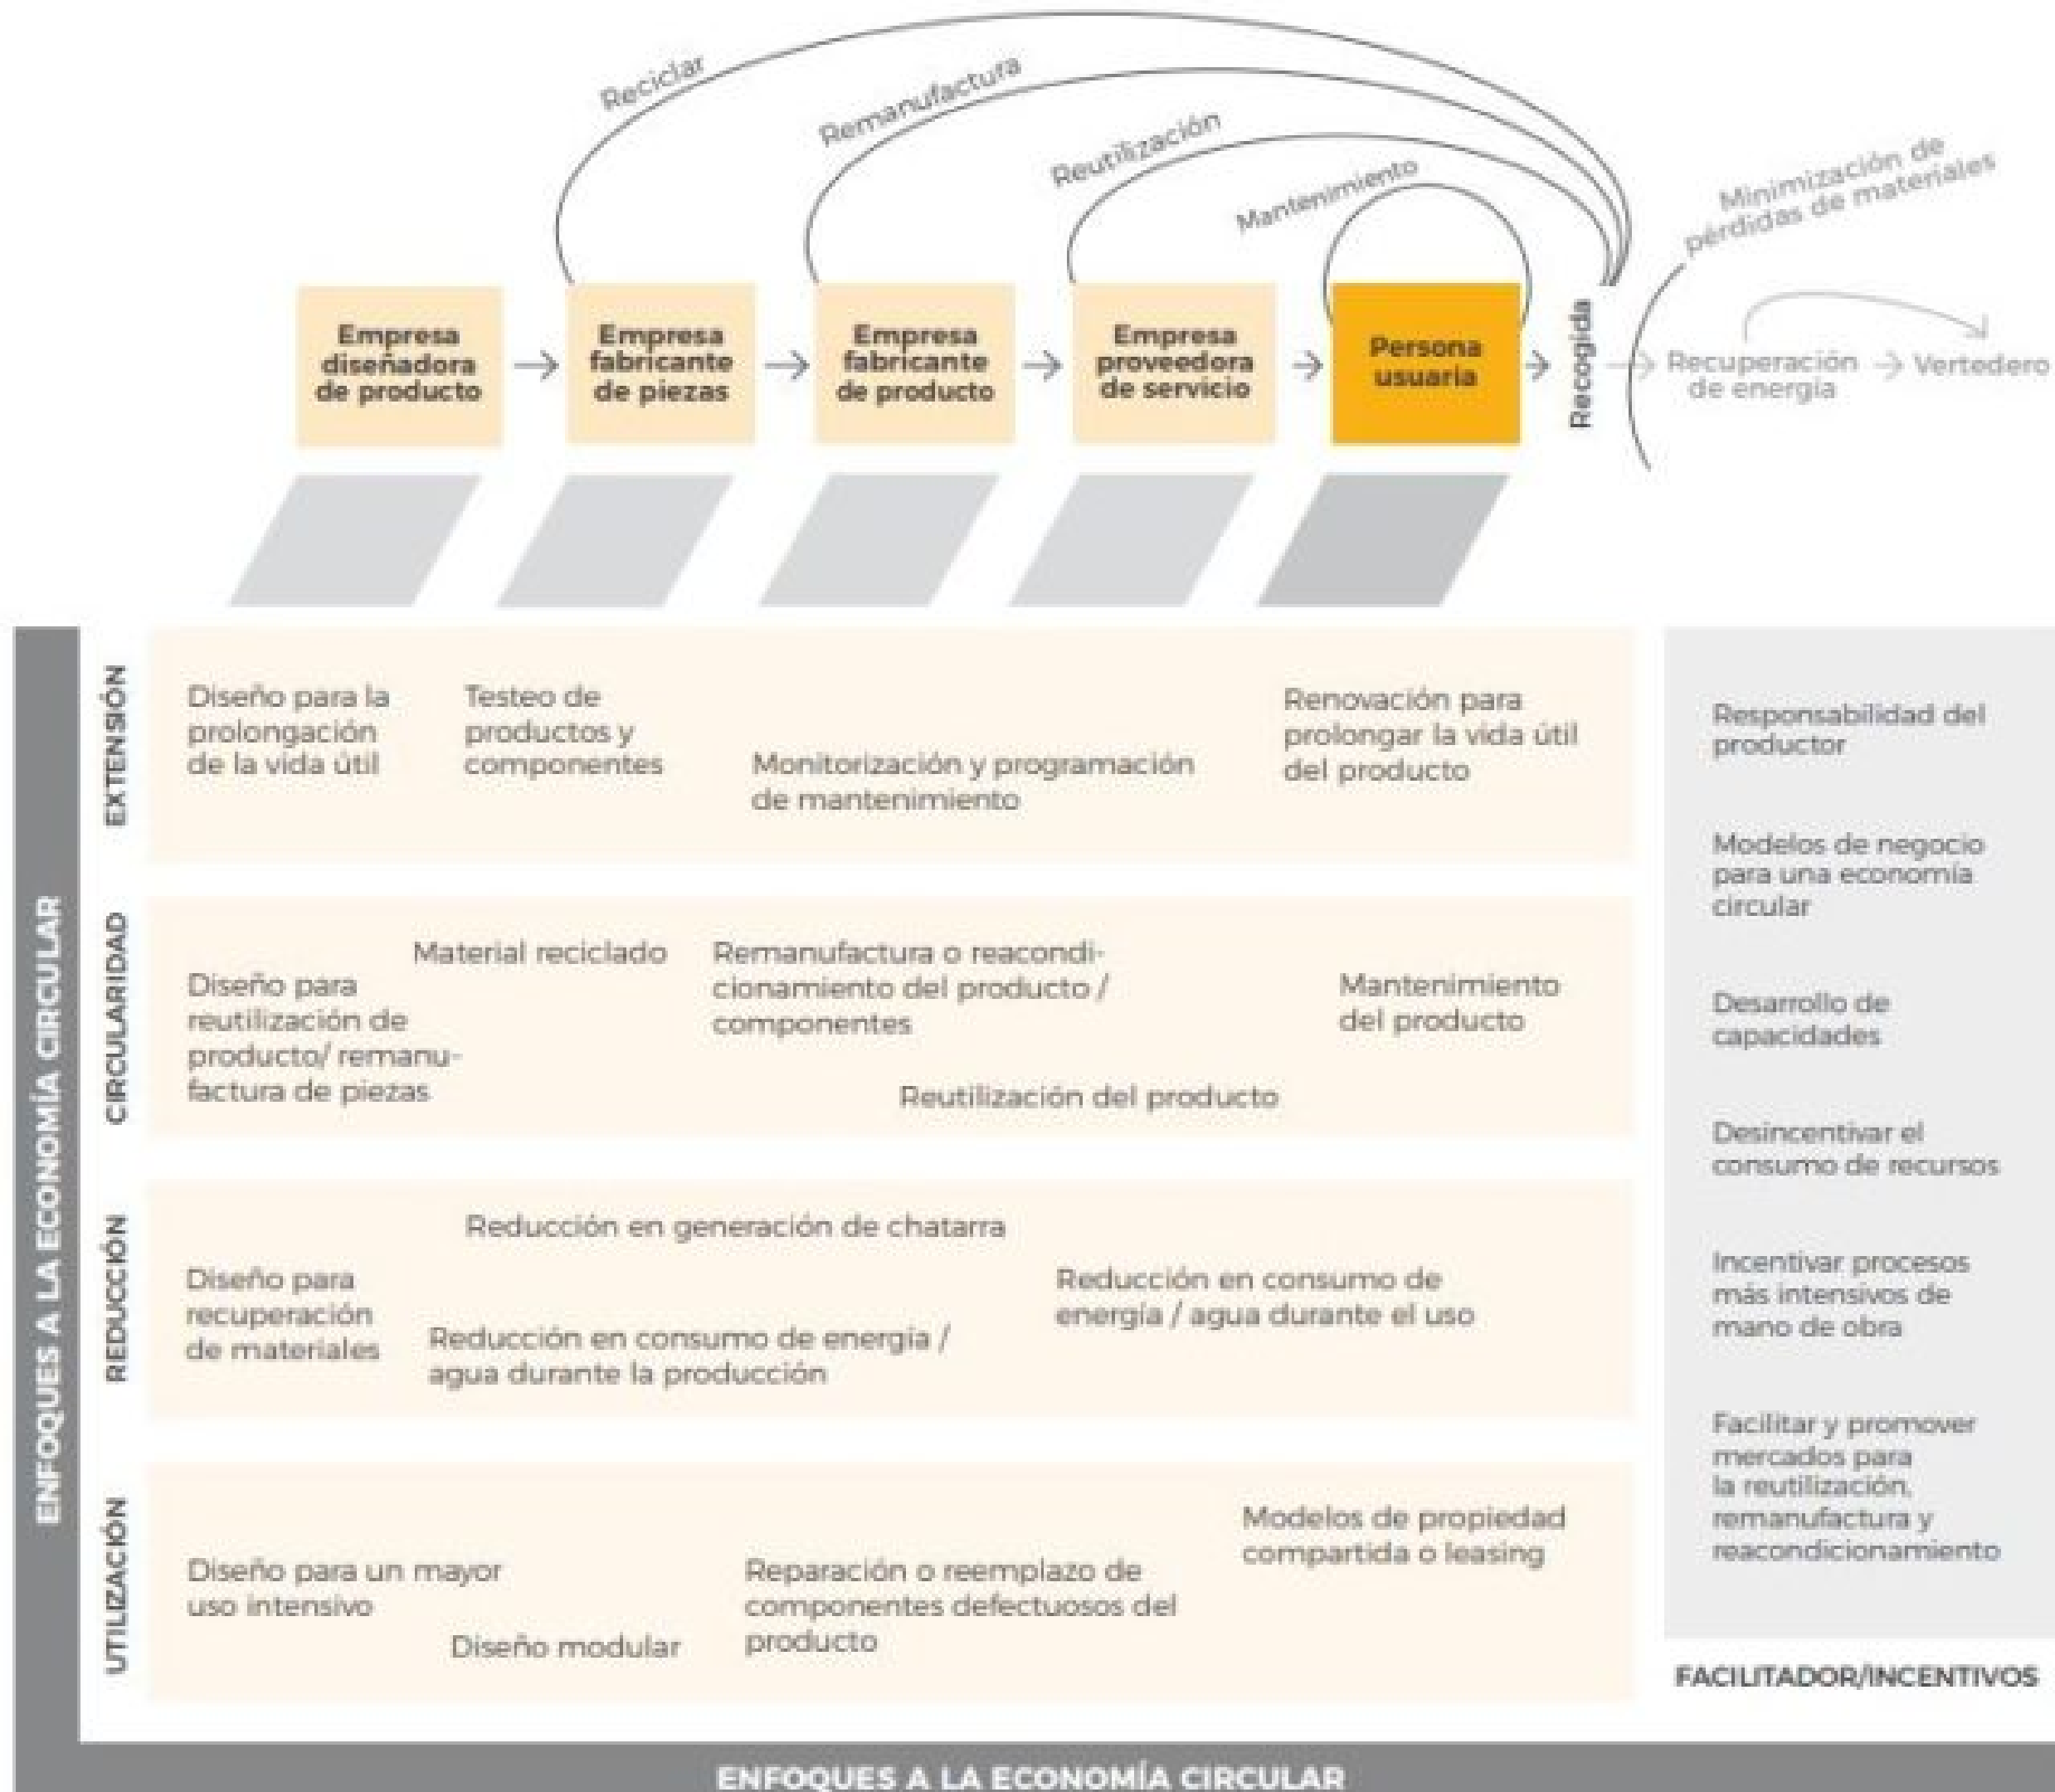 Reciclar
Remanufactura
Reutilización
Mantenimiento
Minimización de
pérdidas de materiales
Empresa
diseñadora
de producto
Empresa
fabricante
de piezas
Empresa
fabricante
de producto
Empresa
proveedora
de servicio
Persona
usuaria
Recogida
Recuperación
de energía
Vertedero
ENFOQUES A LA ECONOMÍA CIRCULAR
EXTENSIÓN
Diseño para la
prolongación
de la vida útil
Testeo de
productos y
componentes
Monitorización y programación
de mantenimiento
Renovación para
prolongar la vida útil
del producto
CIRCULARIDAD
Diseño para
reutilización de
producto/ remanu-
factura de piezas
Material reciclado
Remanufactura o reacondi-
cionamiento del producto /
componentes
Reutilización del producto
Mantenimiento
del producto
REDUCCIÓN
Diseño para
recuperación
de materiales
Reducción en generación de chatarra
Reducción en consumo de energía /
agua durante la producción
Reducción en consumo de
energía / agua durante el uso
UTILIZACIÓN
Diseño para un mayor
uso intensivo
Diseño modular
Reparación o reemplazo de
componentes defectuosos del
producto
Modelos de propiedad
compartida o leasing
Responsabilidad del
productor
Modelos de negocio
para una economía
circular
Desarrollo de
capacidades
Desincentivar el
consumo de recursos
Incentivar procesos
más intensivos de
mano de obra
Facilitar y promover
mercados para
la reutilización,
remanufactura y
reacondicionamiento
FACILITADOR/INCENTIVOS
ENFOQUES A LA ECONOMÍA CIRCULAR